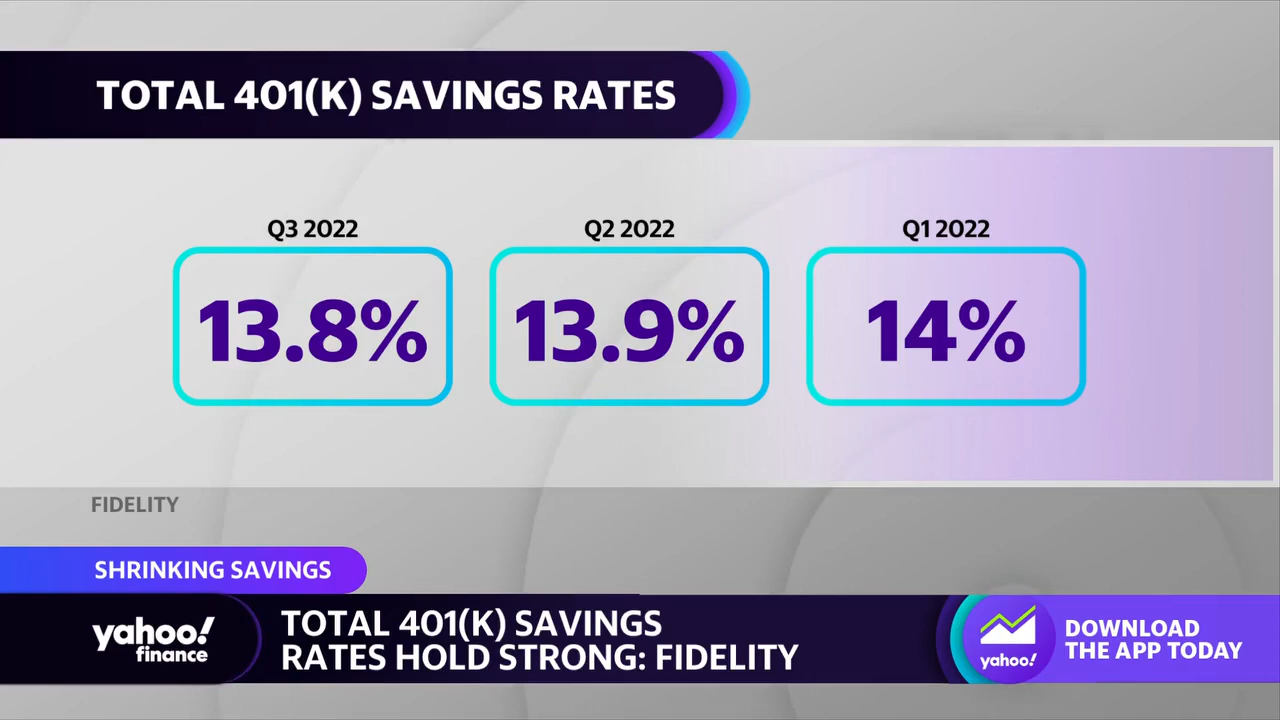 TOTAL 401(K) SAVINGS RATES
Q3 2022
13.8%
Q2 2022
13.9%
Q1 2022
14%
FIDELITY
SHRINKING SAVINGS
yahoo!
finance
TOTAL 401(K) SAVINGS
RATES HOLD STRONG: FIDELITY
yahoo!
DOWNLOAD
THE APP TODAY